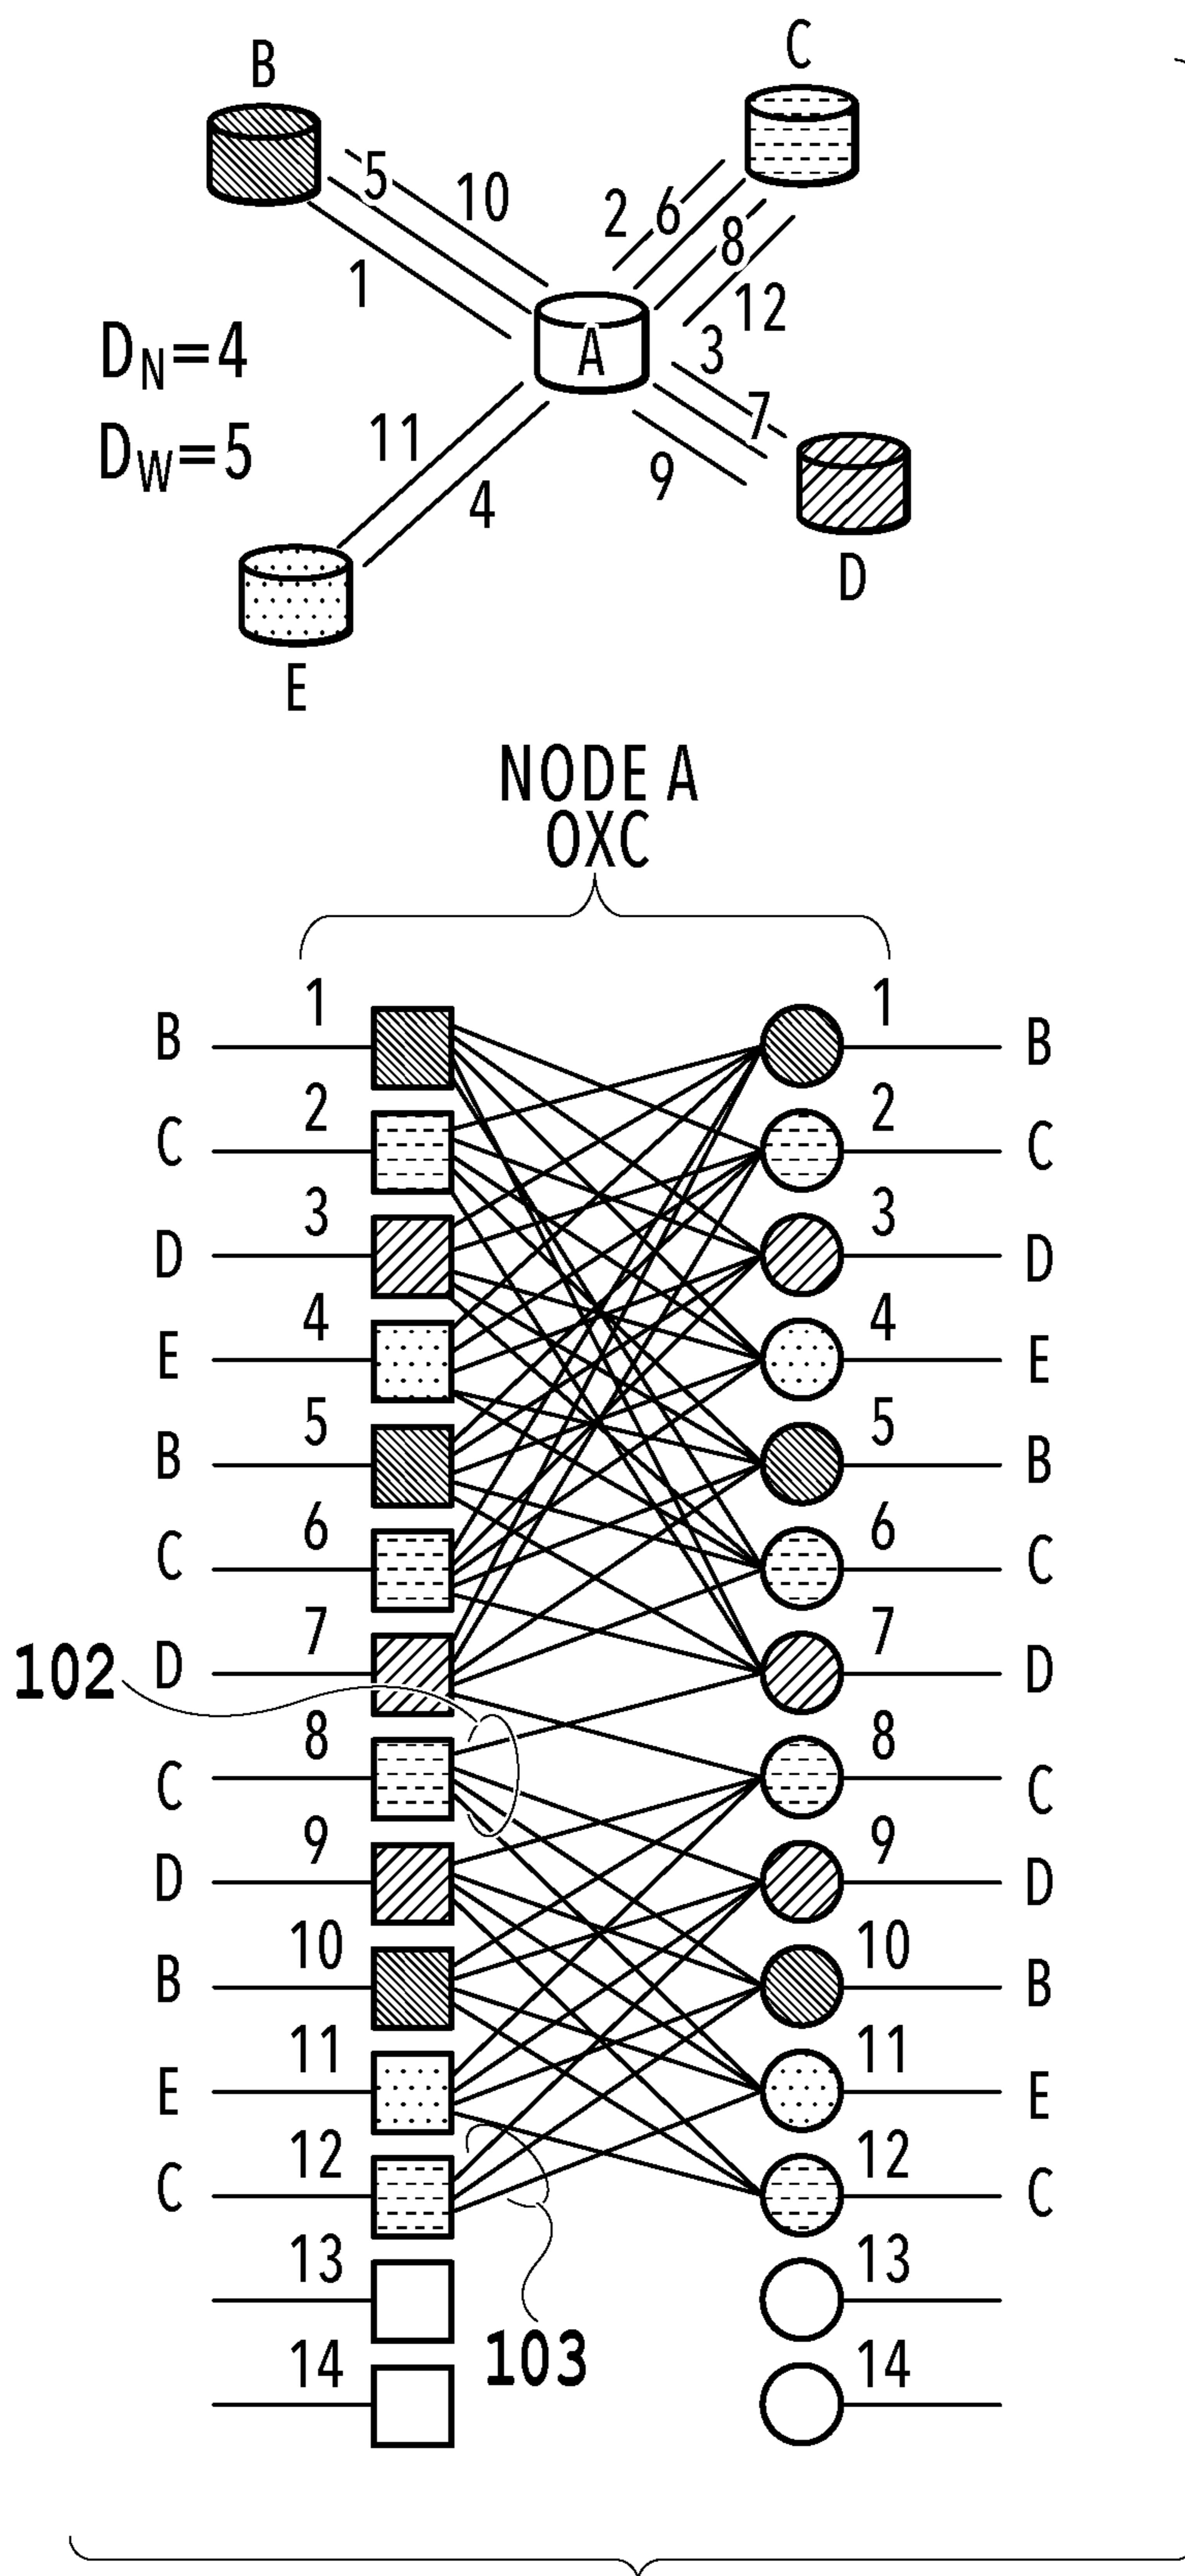 B
C
5
10
2
6
8
1
12
A
3
D_N=4
7
11
D_W=5
9
4
D
E
NODE A
OXC
B 1 1 B
C 2 2 C
D 3 3 D
E 4 4 E
B 5 5 B
C 6 6 C
D 7 7 D
102
C 8 8 C
D 9 9 D
B 10 10 B
E 11 11 E
C 12 12 C
13 13
103
14 14